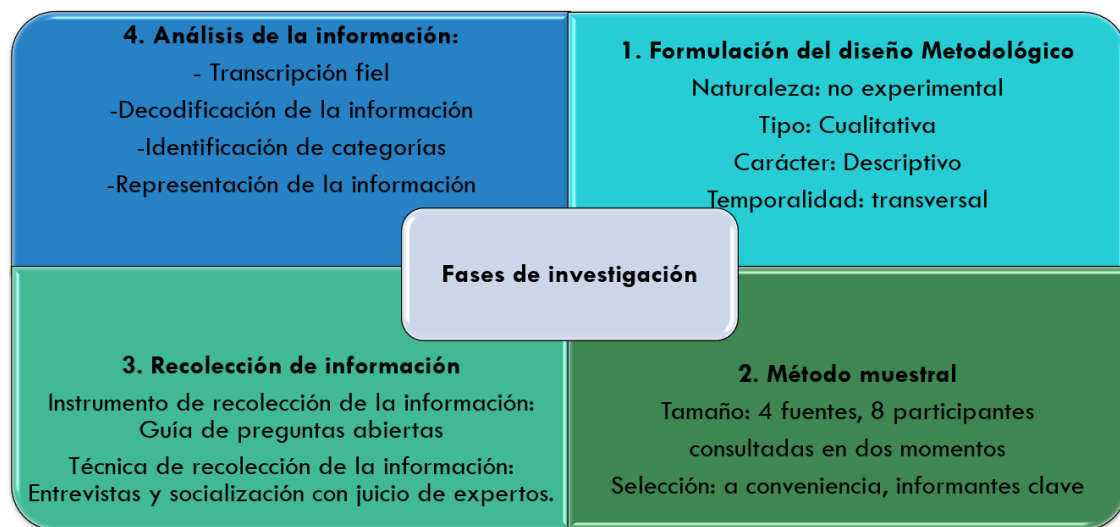 4. Análisis de la información:
- Transcripción fiel
-Decodificación de la información
-Identificación de categorías
-Representación de la información
1. Formulación del diseño Metodológico
Naturaleza: no experimental
Tipo: Cualitativa
Carácter: Descriptivo
Temporalidad: transversal
Fases de investigación
3. Recolección de información
Instrumento de recolección de la información:
Guía de preguntas abiertas
Técnica de recolección de la información:
Entrevistas y socialización con juicio de expertos.
2. Método muestral
Tamaño: 4 fuentes, 8 participantes
consultadas en dos momentos
Selección: a conveniencia, informantes clave